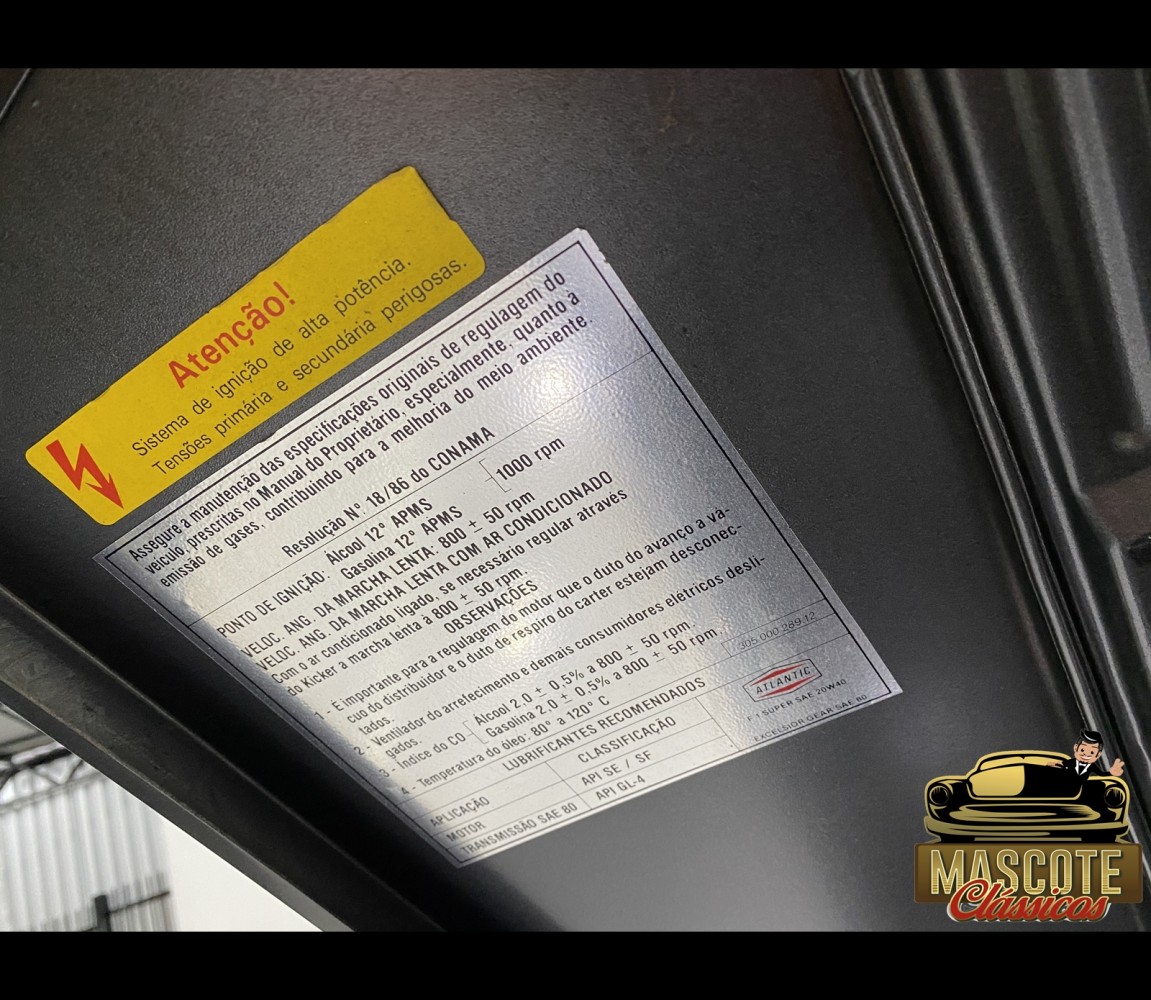 Atenção!
Sistema de ignição de alta potência.
Tensões primária e secundária perigosas.
Assegure a manutenção das especificações originais de regulagem do
veículo, prescritas no Manual do Proprietário, especialmente, quanto à
emissão de gases, contribuindo para a melhoria do meio ambiente.
Resolução Nº. 18/86 do CONAMA
PONTO DE IGNIÇÃO: Álcool 12° APMS
Gasolina 12° APMS
VELOC. ANG. DA MARCHA LENTA: 800 ± 50 rpm
VELOC. ANG. DA MARCHA LENTA COM AR CONDICIONADO
1000 rpm
Com o ar condicionado ligado, se necessário regular através
do Kicker a marcha lenta à 800 ± 50 rpm.
OBSERVAÇÕES
1 - É importante para a regulagem do motor que o duto do avanço a vá-
cuo do distribuidor e o duto de respiro do carter estejam desconec-
tados.
2 - Ventilador do arrefecimento e demais consumidores elétricos desli-
gados.
3 - Índice do CO
Álcool 2,0 ± 0,5% a 800 ± 50 rpm.
Gasolina 2,0 ± 0,5% a 800 ± 50 rpm.
4 - Temperatura do óleo: 80° a 120° C
305.000.289.12
LUBRIFICANTES RECOMENDADOS
APLICAÇÃO CLASSIFICAÇÃO ATLANTIC
MOTOR API SE / SF F-1 SUPER SAE 20W40
TRANSMISSÃO SAE 80 API GL-4 EXCELSIOR GEAR SAE 80
MASCOTE
Clássicos